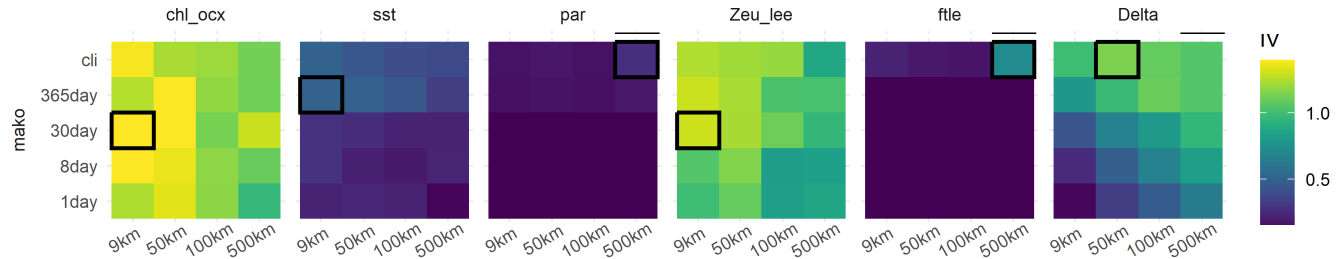 chl_ocx sst par Zeu_lee ftle Delta
IV
mako
cli
365day
30day
8day
1day
1.0
0.5
9km 50km 100km 500km 9km 50km 100km 500km 9km 50km 100km 500km 9km 50km 100km 500km 9km 50km 100km 500km 9km 50km 100km 500km